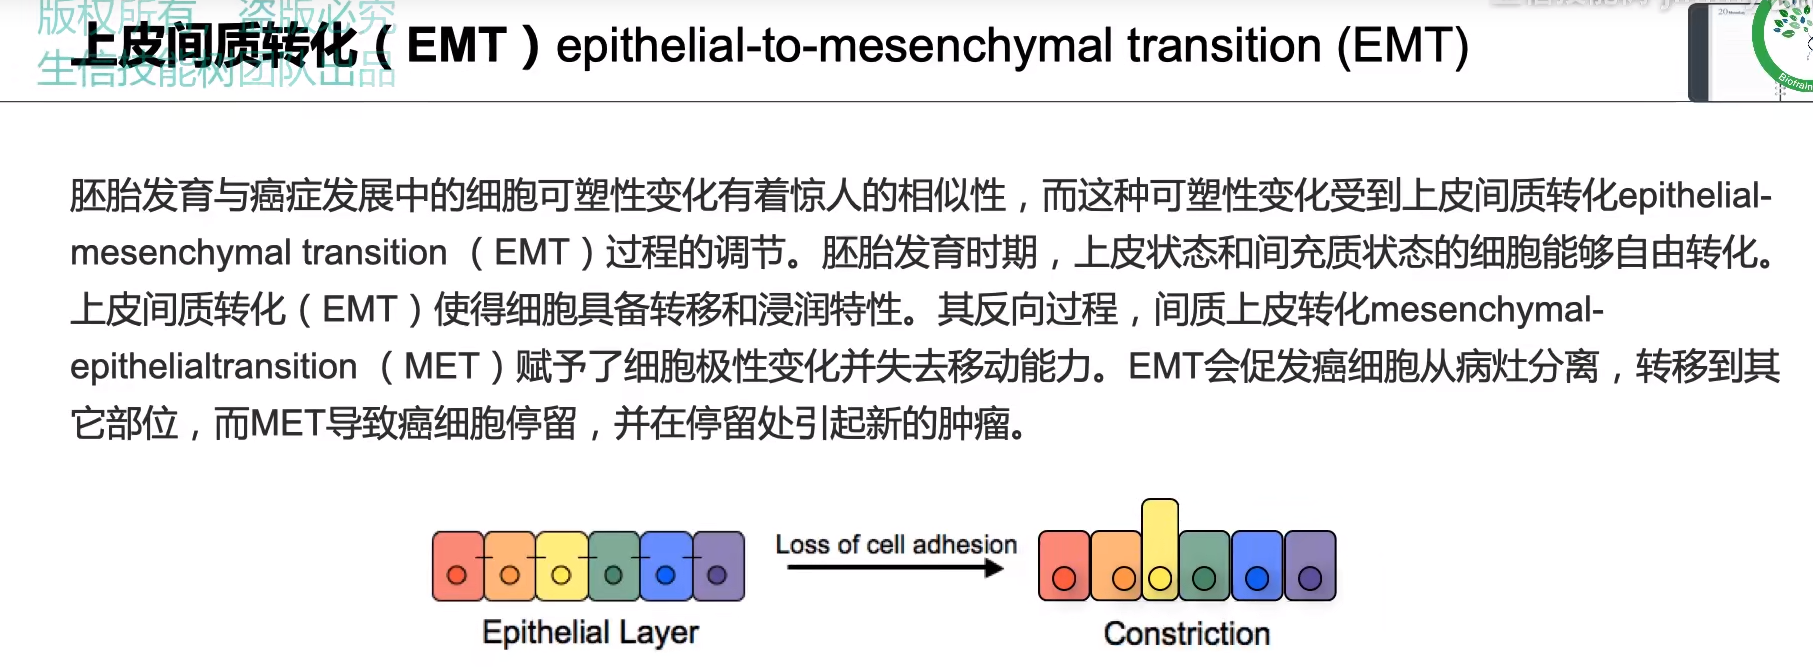 版权所有，盗版必究
生信技能树团队出品
上皮间质转化（EMT）epithelial-to-mesenchymal transition (EMT)
胚胎发育与癌症发展中的细胞可塑性变化有着惊人的相似性，而这种可塑性变化受到上皮间质转化epithelial-
mesenchymal transition （EMT）过程的调节。胚胎发育时期，上皮状态和间充质状态的细胞能够自由转化。
上皮间质转化（EMT）使得细胞具备转移和浸润特性。其反向过程，间质上皮转化mesenchymal-
epithelialtransition （MET）赋予了细胞极性变化并失去移动能力。EMT会促发癌细胞从病灶分离，转移到其
它部位，而MET导致癌细胞停留，并在停留处引起新的肿瘤。
Loss of cell adhesion
Epithelial Layer
Constriction